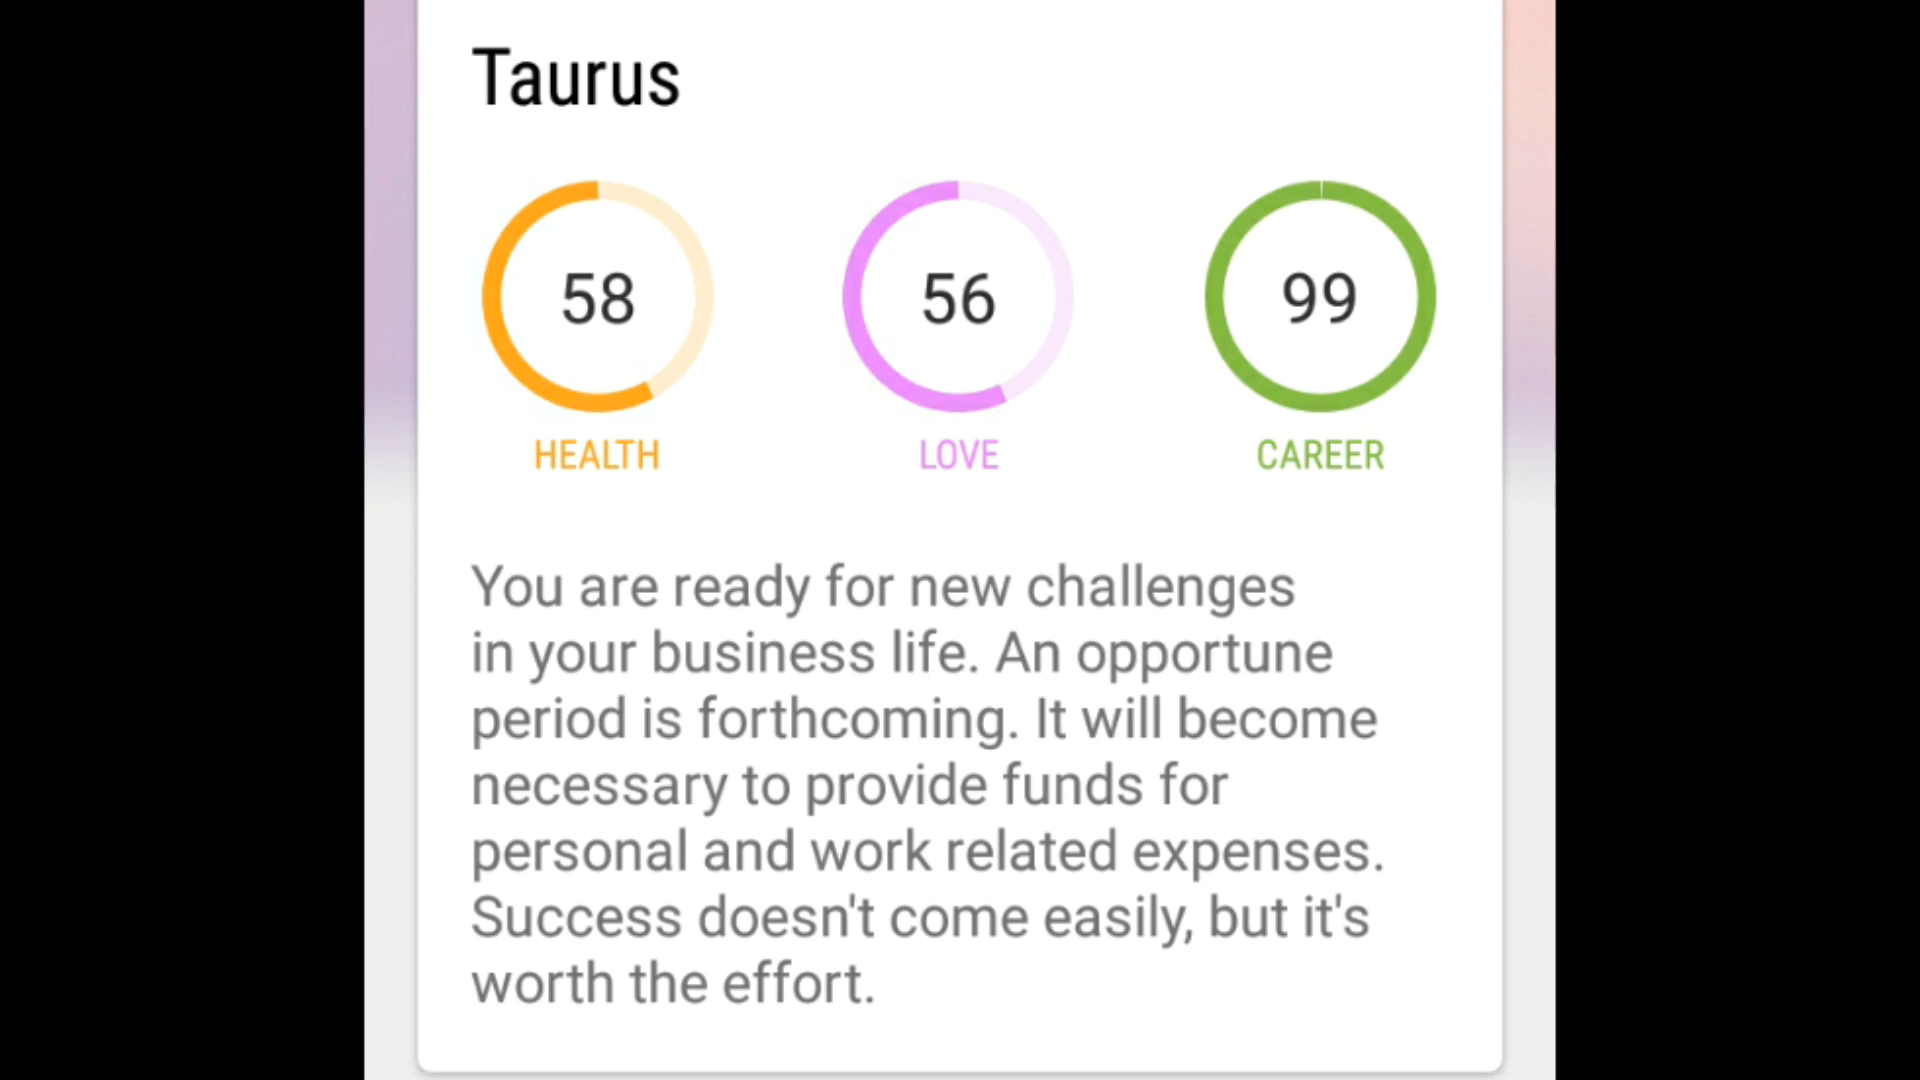 Taurus
58 56 99
HEALTH LOVE CAREER
You are ready for new challenges
in your business life. An opportune
period is forthcoming. It will become
necessary to provide funds for
personal and work related expenses.
Success doesn't come easily, but it's
worth the effort.